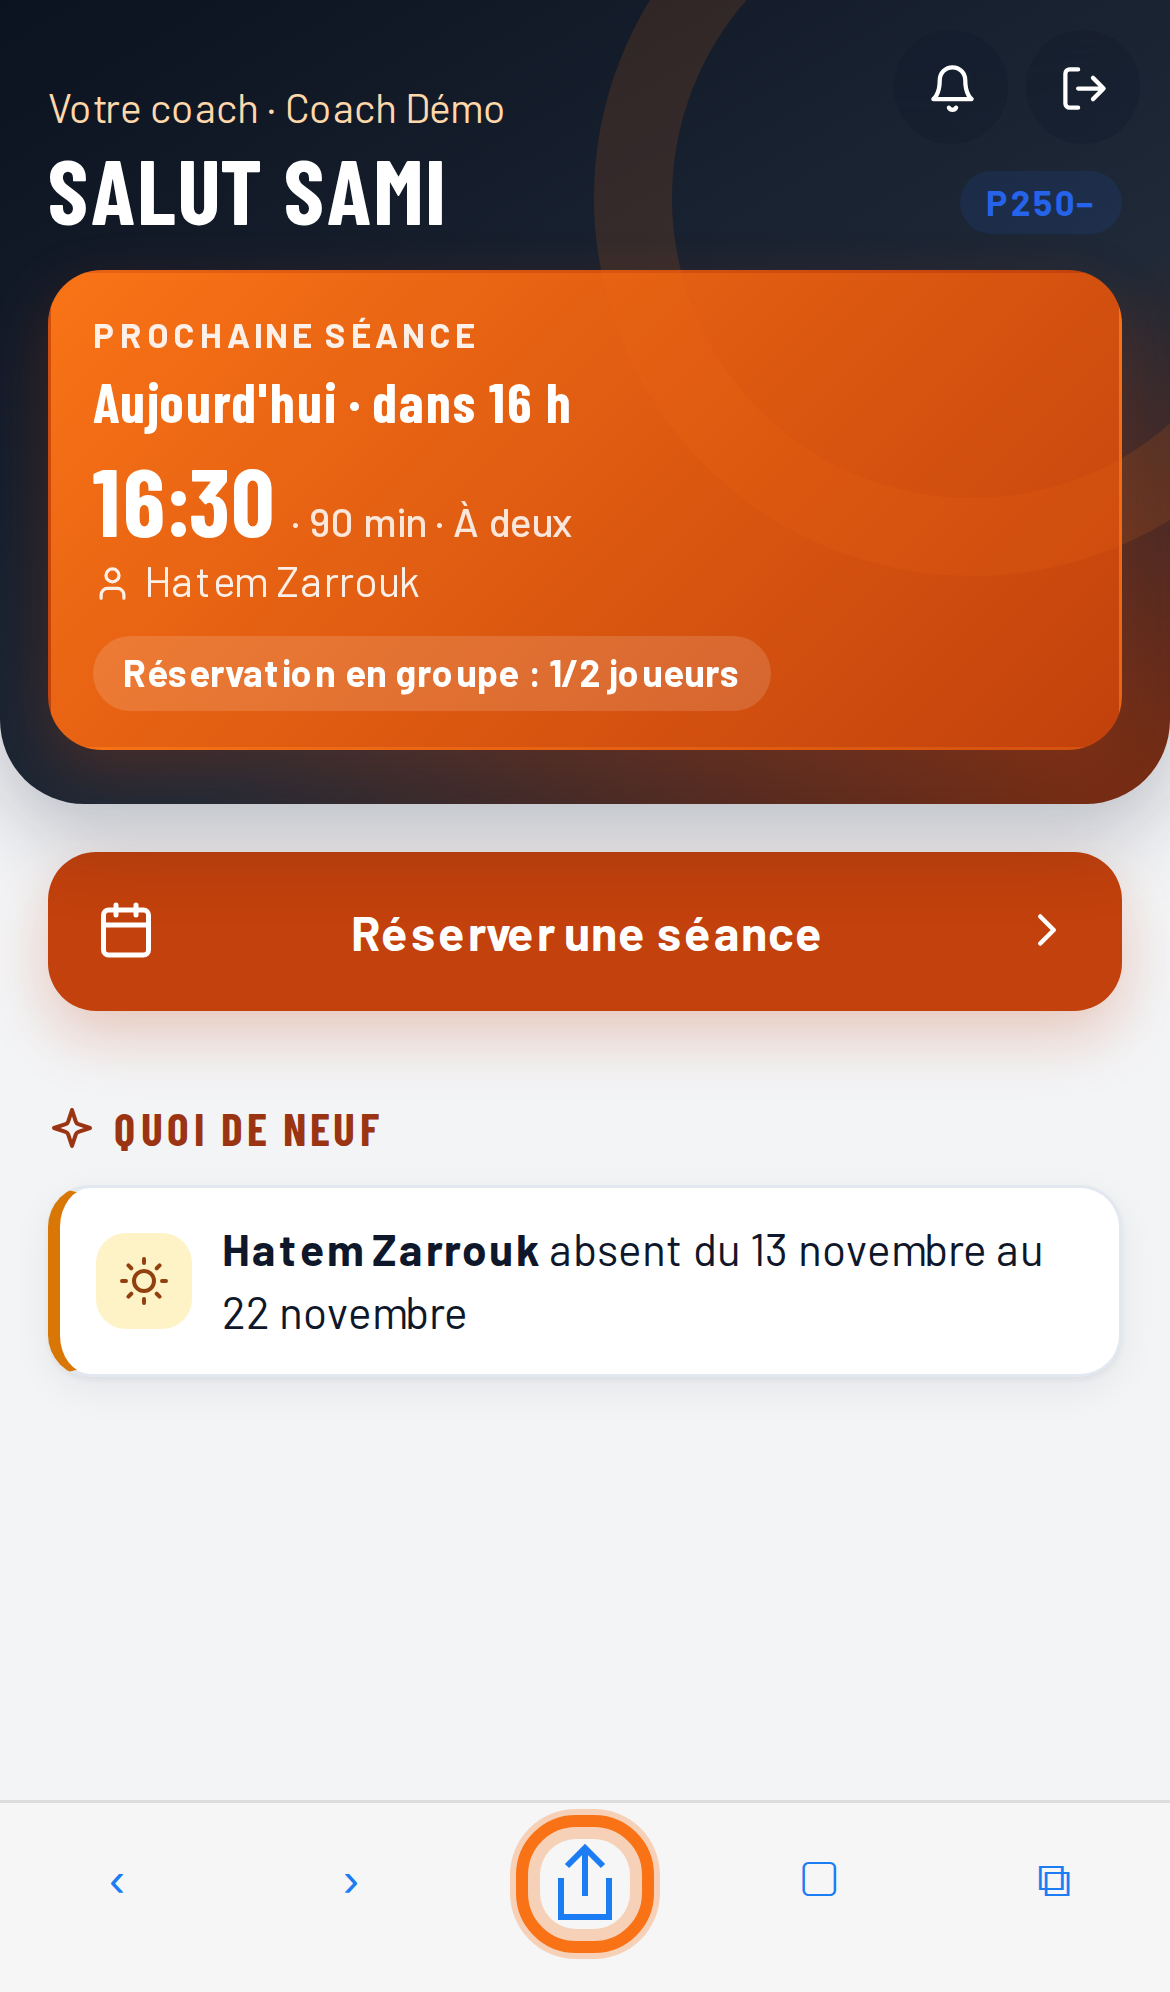 Votre coach · Coach Démo
SALUT SAMI
P250-
PROCHAINE SÉANCE
Aujourd'hui · dans 16 h
16:30 · 90 min · À deux
Hatem Zarrouk
Réservation en groupe : 1/2 joueurs
Réserver une séance
QUOI DE NEUF
Hatem Zarrouk absent du 13 novembre au
22 novembre